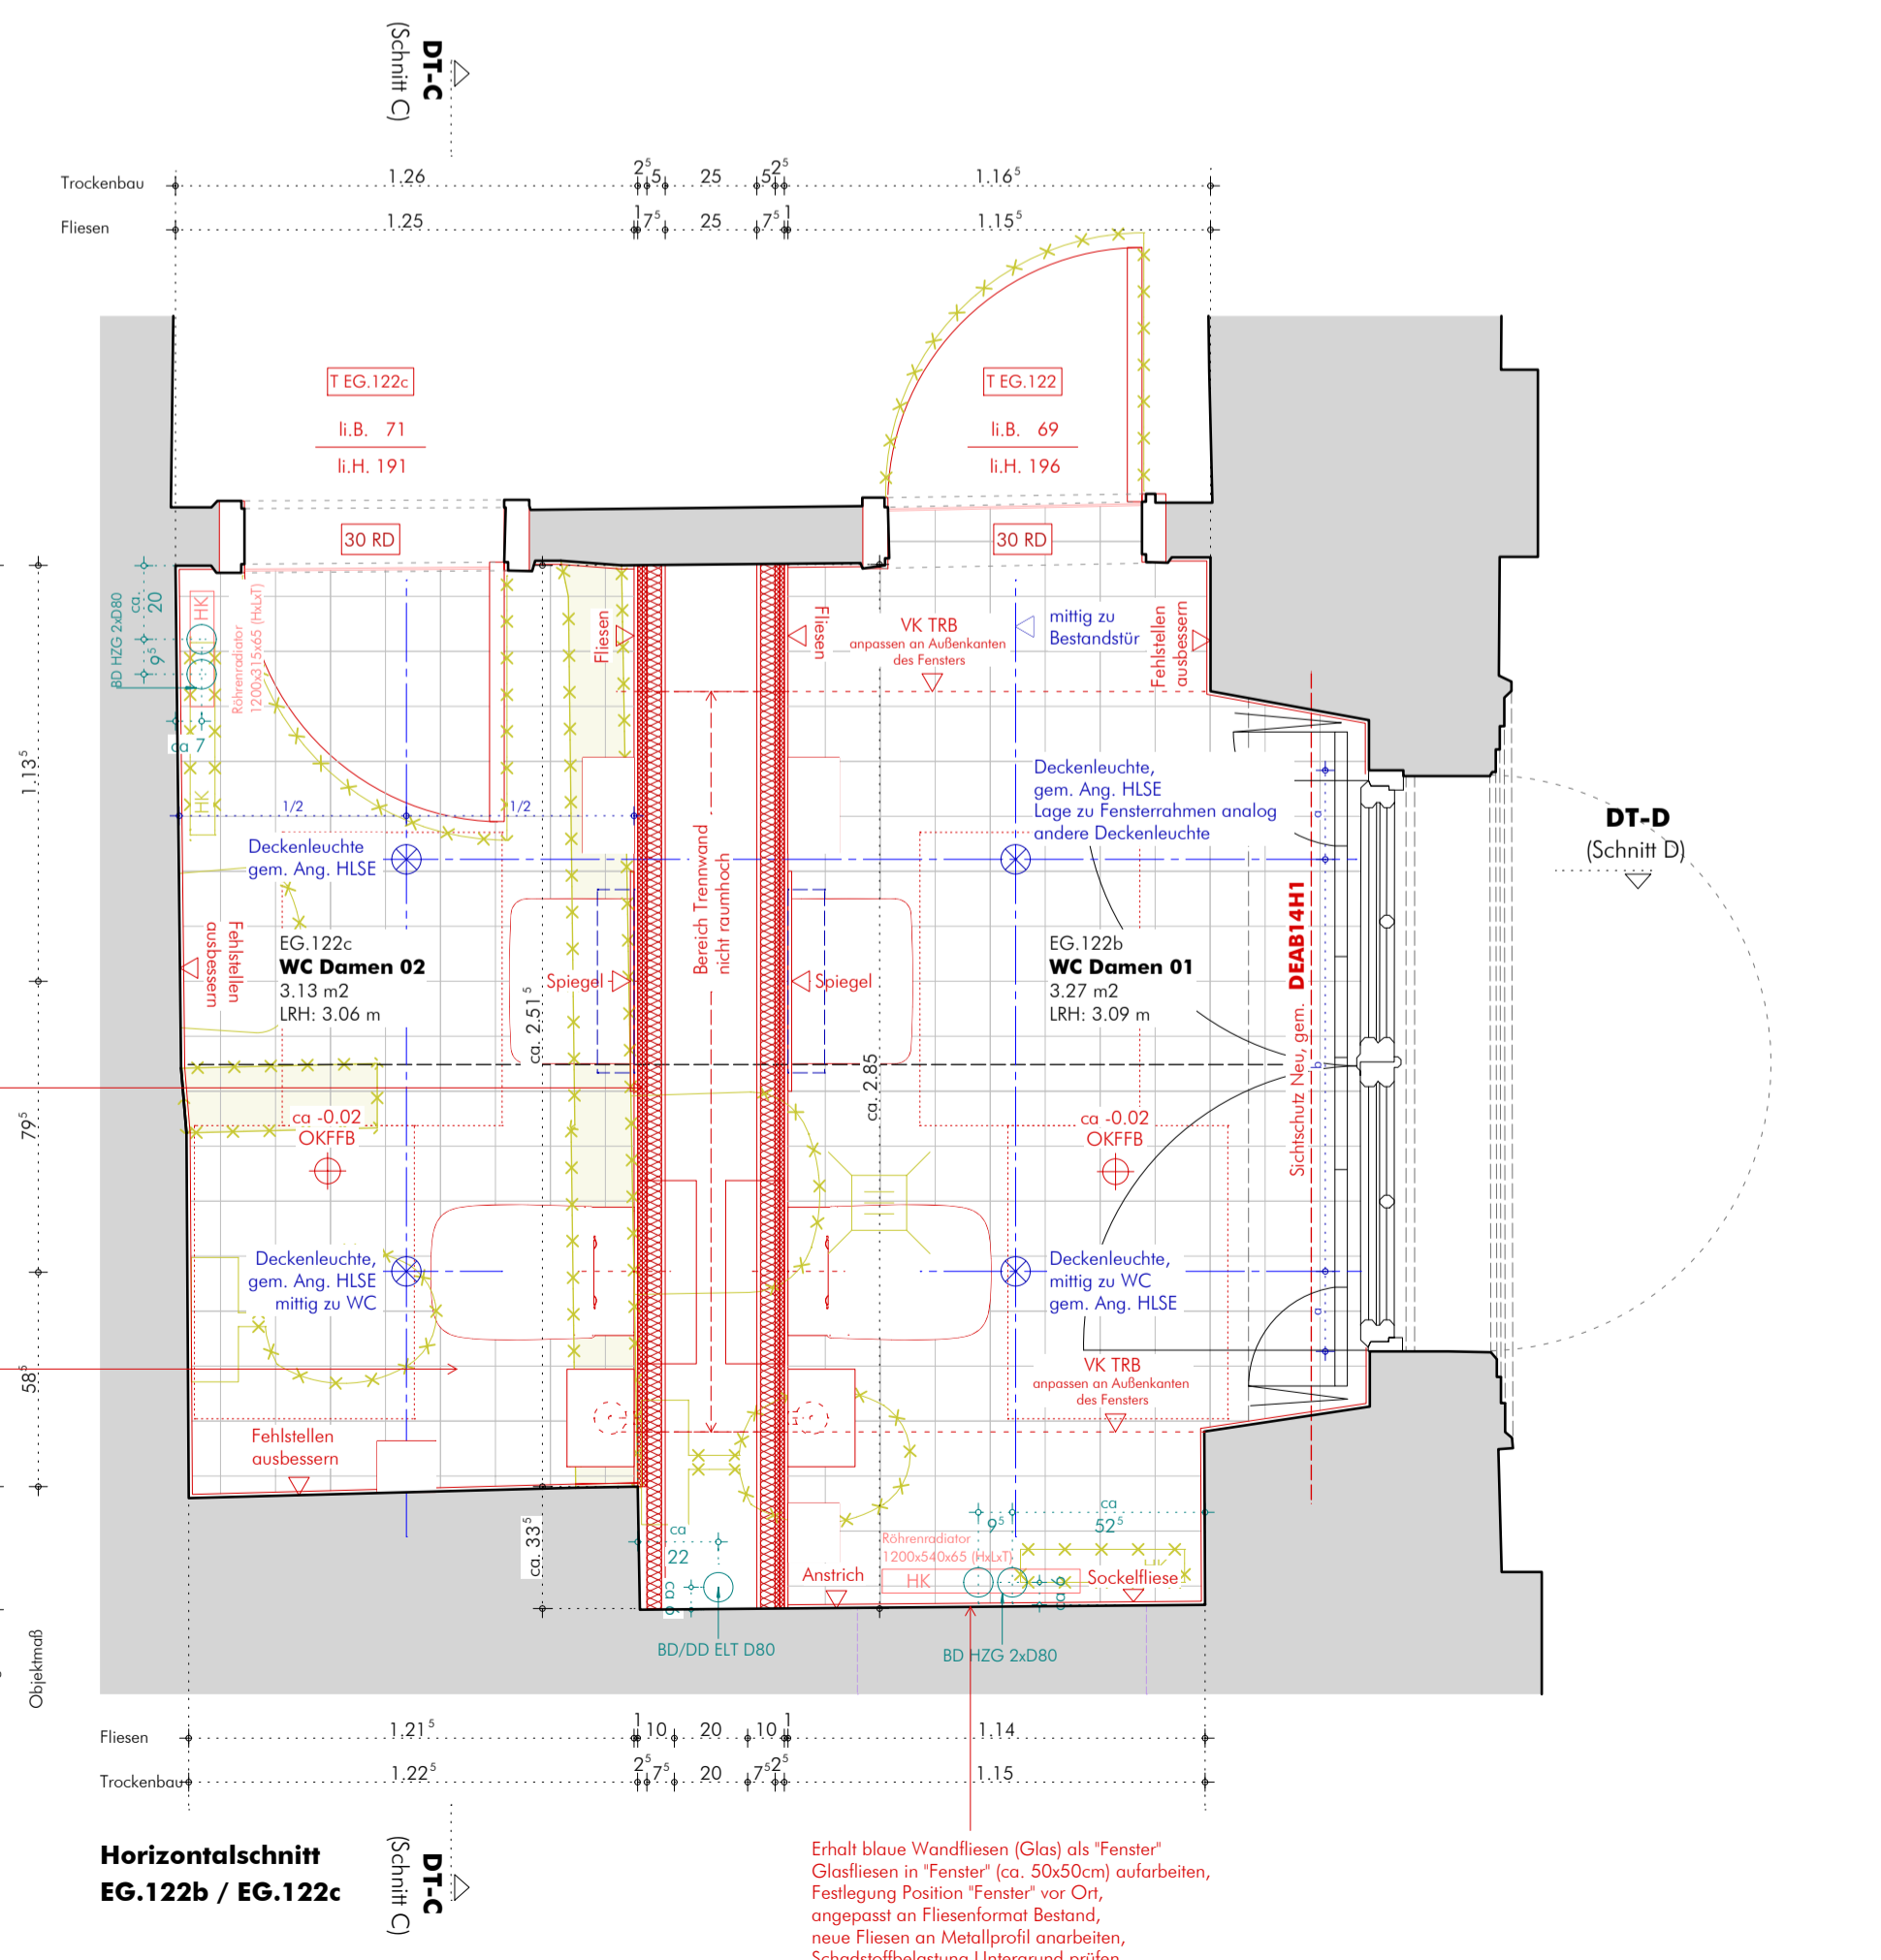 DT-C
(Schnitt C)
Trockenbau
1.26
2⁵
5
25
5
2⁵
1.16⁵
Fliesen
1.25
1
7⁵
25
7⁵
1
1.15⁵
T EG.122c
li.B. 71
li.H. 191
T EG.122
li.B. 69
li.H. 196
30 RD
30 RD
BD HZG 2xD80
ca.
20
9⁵
ca 7
HK
HK
Röhrenradiator
1200x315x65 (HxLxT)
Fliesen
Fliesen
VK TRB
anpassen an Außenkanten
des Fensters
mittig zu
Bestandstür
Fehlstellen
ausbessern
1.13⁵
79⁵
58⁵
Objektmaß
1/2
1/2
Deckenleuchte
gem. Ang. HLSE
Deckenleuchte,
gem. Ang. HLSE
Lage zu Fensterrahmen analog
andere Deckenleuchte
DT-D
(Schnitt D)
Bereich Trennwand
nicht raumhoch
Fehlstellen
ausbessern
EG.122c
WC Damen 02
3.13 m2
LRH: 3.06 m
Spiegel
Spiegel
EG.122b
WC Damen 01
3.27 m2
LRH: 3.09 m
Sichtschutz Neu, gem. DEAB14H1
a
b
a
ca. 2.51⁵
ca. 2.85
ca -0.02
OKFFB
ca -0.02
OKFFB
Deckenleuchte,
gem. Ang. HLSE
mittig zu WC
Deckenleuchte,
mittig zu WC
gem. Ang. HLSE
VK TRB
anpassen an Außenkanten
des Fensters
Fehlstellen
ausbessern
ca. 33⁵
ca
22
ca
9⁵
ca
52⁵
Röhrenradiator
1200x540x65 (HxLxT)
HK
HK
Anstrich
Sockelfliese
BD/DD ELT D80
BD HZG 2xD80
Fliesen
1.21⁵
1
10
20
10
1
1.14
Trockenbau
1.22⁵
2⁵
7⁵
20
7⁵
2⁵
1.15
Horizontalschnitt
EG.122b / EG.122c
DT-C
(Schnitt C)
Erhalt blaue Wandfliesen (Glas) als "Fenster"
Glasfliesen in "Fenster" (ca. 50x50cm) aufarbeiten,
Festlegung Position "Fenster" vor Ort,
angepasst an Fliesenformat Bestand,
neue Fliesen an Metallprofil anarbeiten,
Schadstoffbelastung Untergrund prüfen